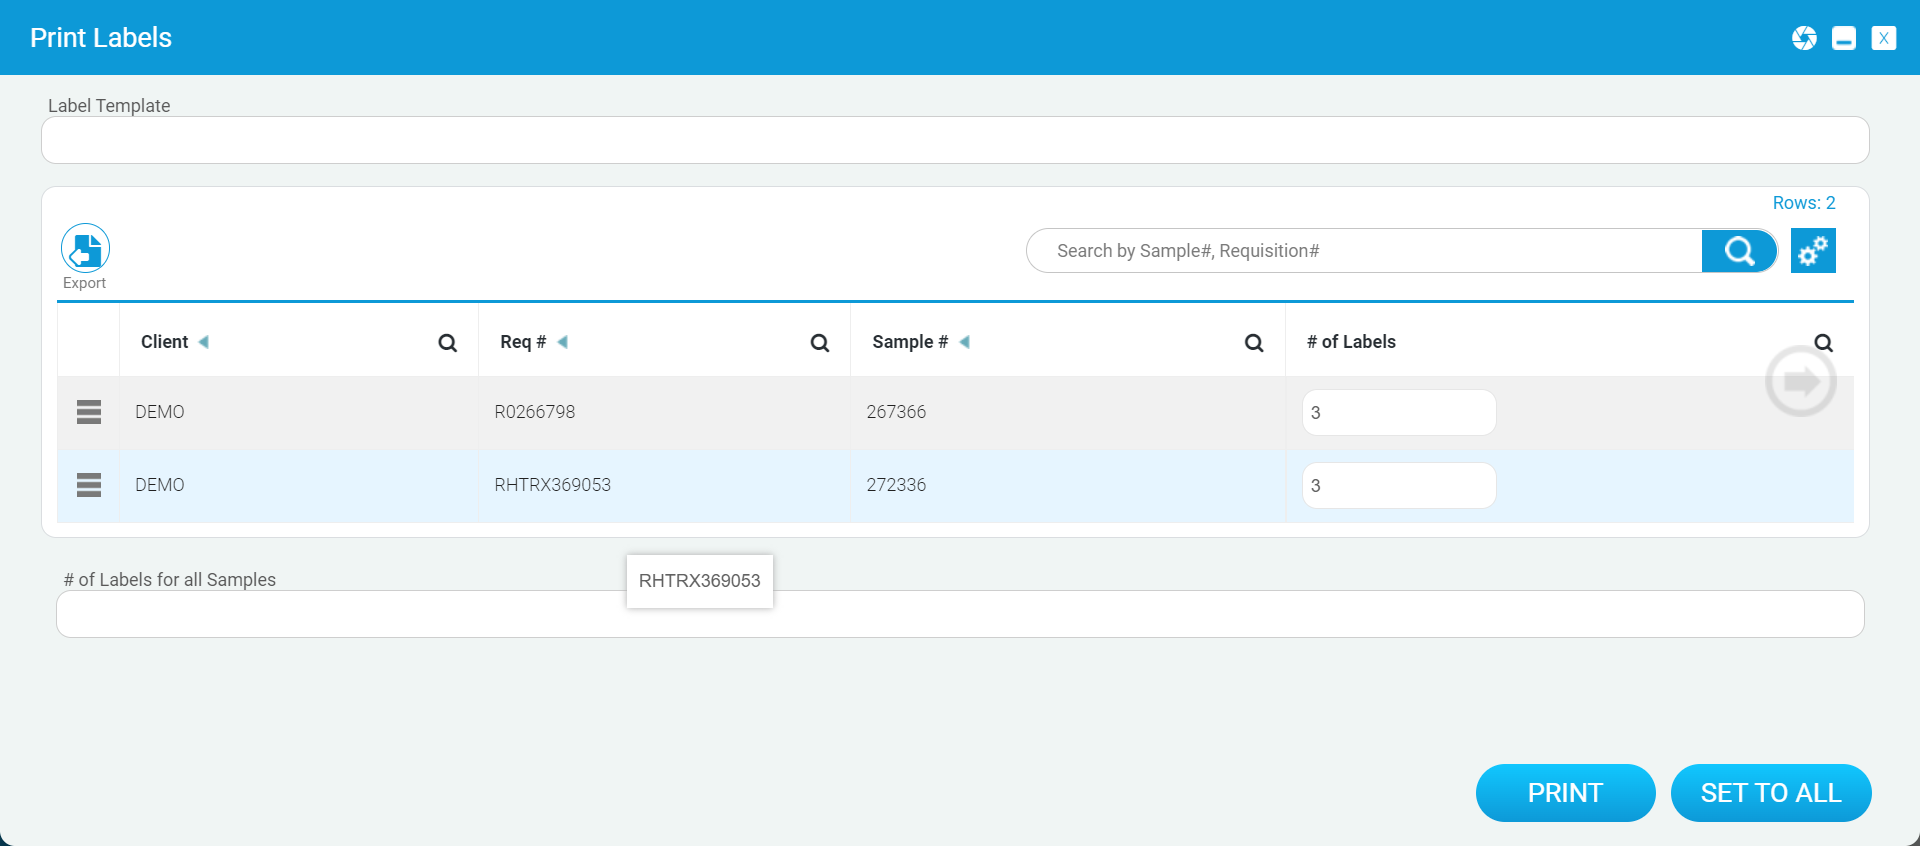 Print Labels
X
Label Template
Rows: 2
Export
Search by Sample#, Requisition#
Client Req # Sample # # of Labels
DEMO R0266798 267366 3
DEMO RHTRX369053 272336 3
# of Labels for all Samples
RHTRX369053
PRINT SET TO ALL